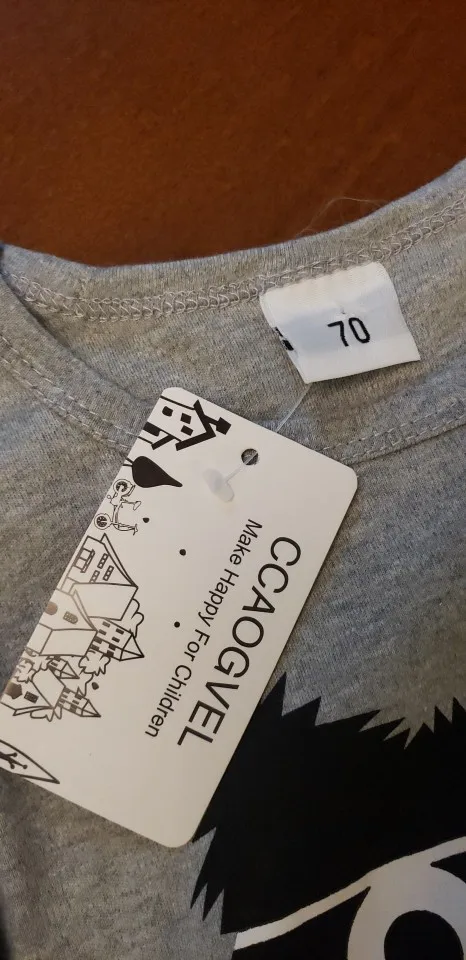 70
CCAOGVEL
Make Happy For Children